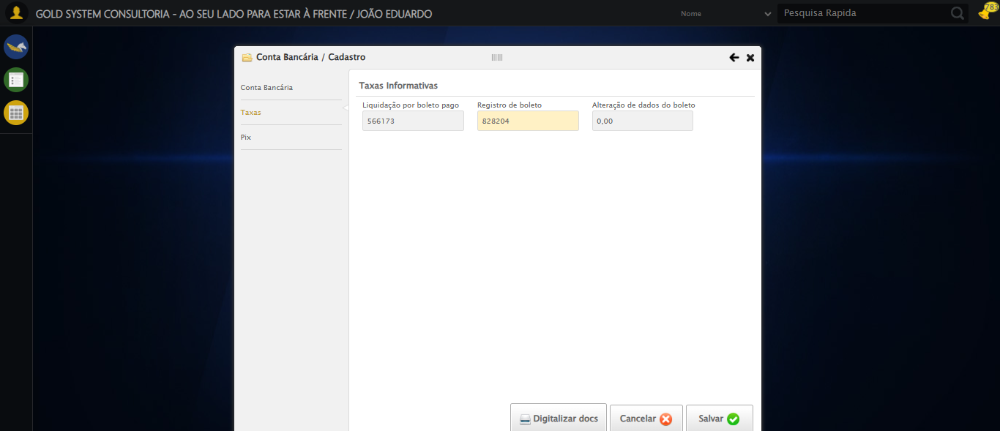 GOLD SYSTEM CONSULTORIA - AO SEU LADO PARA ESTAR À FRENTE / JOÃO EDUARDO
Nome
Pesquisa Rapida
783
Conta Bancária / Cadastro
Conta Bancária
Taxas
Pix
Taxas Informativas
Liquidação por boleto pago
Registro de boleto
Alteração de dados do boleto
566173
828204
0,00
Digitalizar docs
Cancelar
Salvar